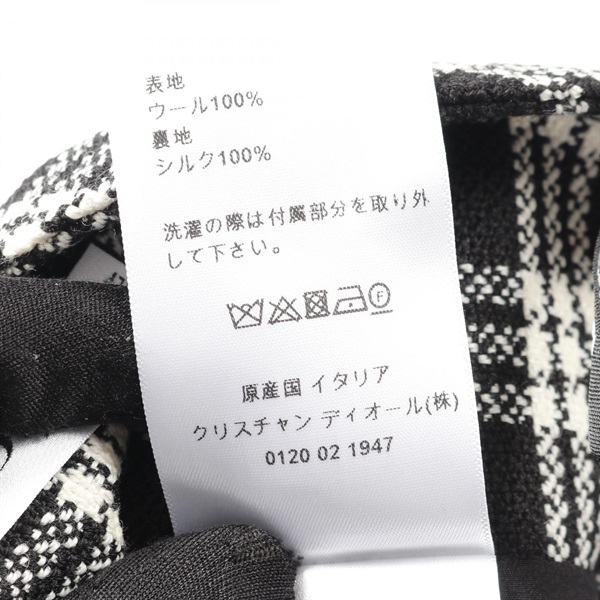 表地
ウール100%
裏地
シルク100%
洗濯の際は付属部分を取り外
して下さい。
F
原産国 イタリア
クリスチャン ディオール(株)
0120 02 1947